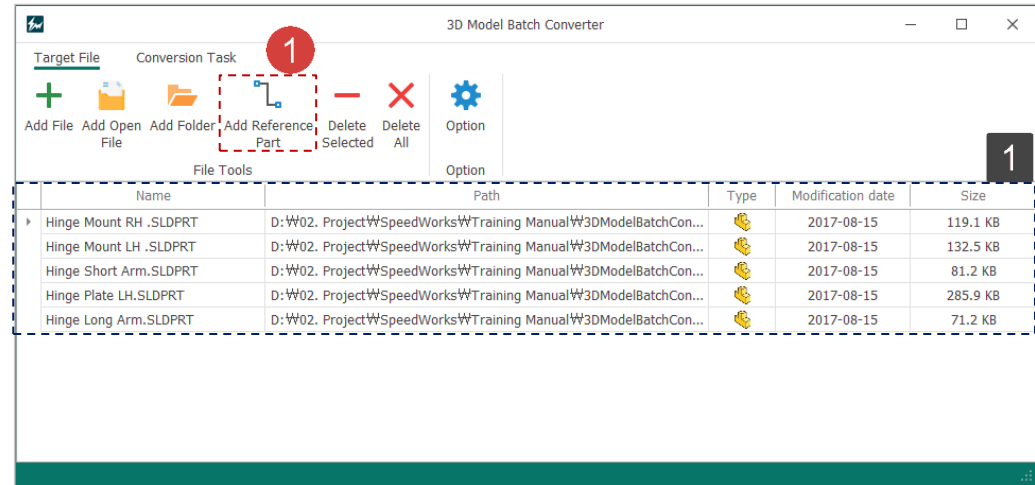 3D Model Batch Converter
Target File Conversion Task 1
Add File Add Open File Add Folder Add Reference Part Delete Selected Delete All Option
File Tools Option
1
Name Path Type Modification date Size
Hinge Mount RH .SLDPRT D:₩02. Project₩SpeedWorks₩Training Manual₩3DModelBatchCon... 2017-08-15 119.1 KB
Hinge Mount LH .SLDPRT D:₩02. Project₩SpeedWorks₩Training Manual₩3DModelBatchCon... 2017-08-15 132.5 KB
Hinge Short Arm.SLDPRT D:₩02. Project₩SpeedWorks₩Training Manual₩3DModelBatchCon... 2017-08-15 81.2 KB
Hinge Plate LH.SLDPRT D:₩02. Project₩SpeedWorks₩Training Manual₩3DModelBatchCon... 2017-08-15 285.9 KB
Hinge Long Arm.SLDPRT D:₩02. Project₩SpeedWorks₩Training Manual₩3DModelBatchCon... 2017-08-15 71.2 KB